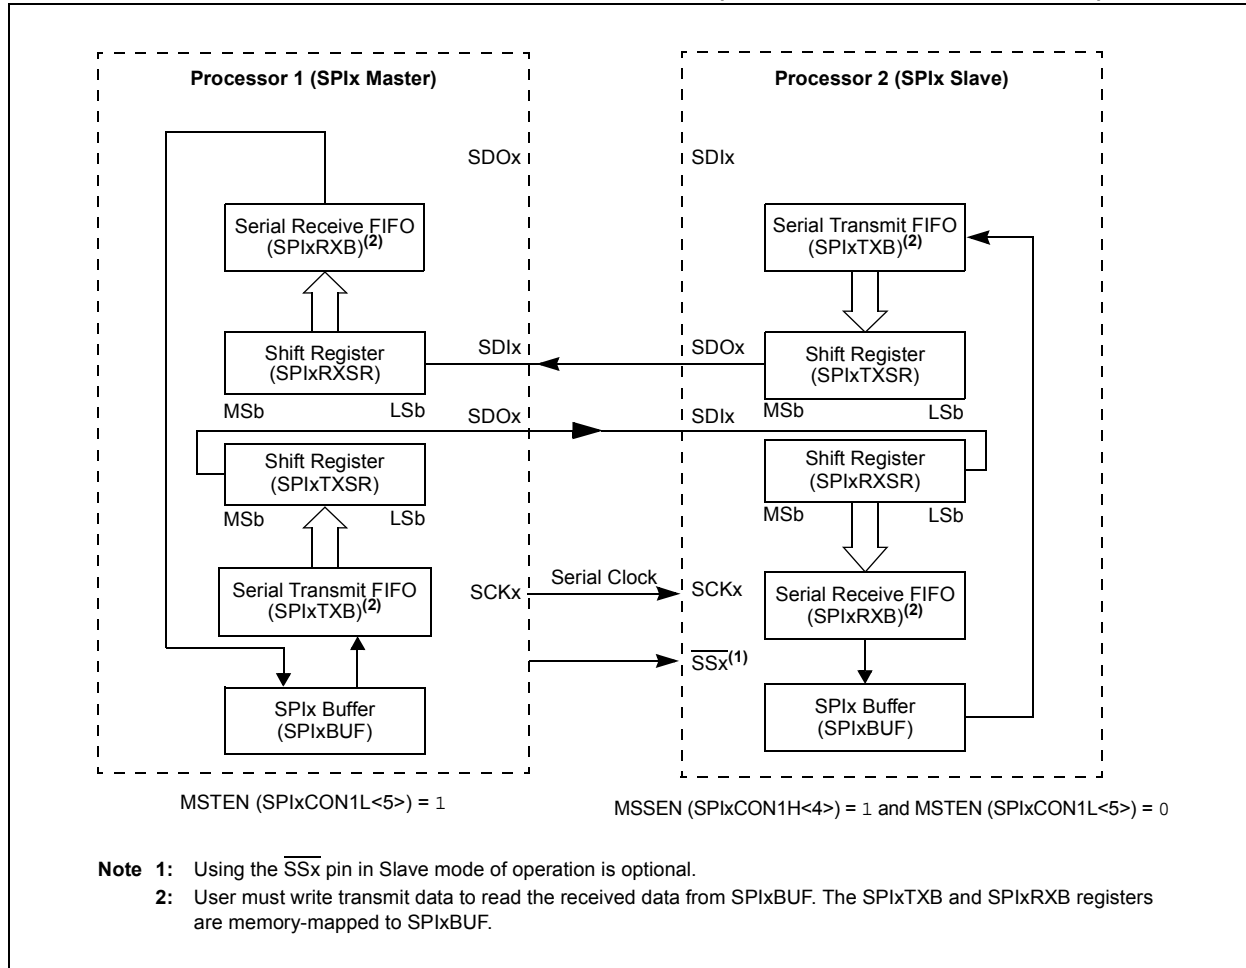 Processor 1 (SPIx Master)
Processor 2 (SPIx Slave)
SDOx
SDIx
Serial Receive FIFO
(SPIxRXB)(2)
Serial Transmit FIFO
(SPIxTXB)(2)
Shift Register
(SPIxRXSR)
SDIx
SDOx
Shift Register
(SPIxTXSR)
MSb
LSb
MSb
LSb
SDOx
SDIx
Shift Register
(SPIxTXSR)
Shift Register
(SPIxRXSR)
MSb
LSb
MSb
LSb
Serial Transmit FIFO
(SPIxTXB)(2)
SCKx
Serial Clock
SCKx
Serial Receive FIFO
(SPIxRXB)(2)
SSx(1)
SPIx Buffer
(SPIxBUF)
SPIx Buffer
(SPIxBUF)
MSTEN (SPIxCON1L<5>) = 1
MSSEN (SPIxCON1H<4>) = 1 and MSTEN (SPIxCON1L<5>) = 0
Note 1: Using the SSx pin in Slave mode of operation is optional.
2: User must write transmit data to read the received data from SPIxBUF. The SPIxTXB and SPIxRXB registers
are memory-mapped to SPIxBUF.